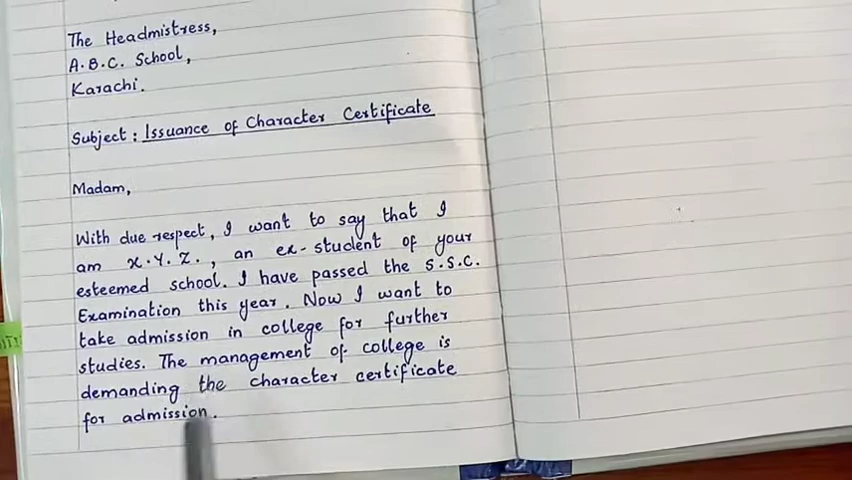 The Headmistress,
A.B.C. School,
Karachi.
Subject : Issuance of Character Certificate
Madam,
With due respect, I want to say that I
am X.Y.Z., an ex-student of your
esteemed school. I have passed the S.S.C.
Examination this year. Now I want to
take admission in college for further
studies. The management of college is
demanding the character certificate
for admission.